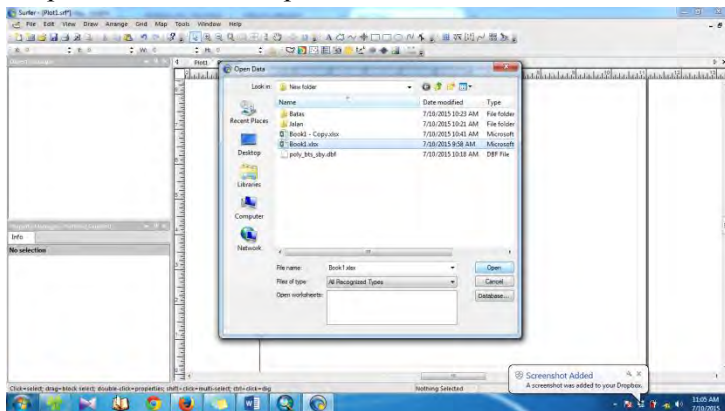 Surfer - [Plot1.srf*]
File Edit View Draw Arrange Grid Map Tools Window Help
Plot1
Open Data
Look in: New folder
Name Date modified Type
Batas 7/10/2015 10:23 AM File folder
Jalan 7/10/2015 10:21 AM File folder
Book1 - Copy.xlsx 7/10/2015 10:41 AM Microsoft
Book1.xlsx 7/10/2015 9:58 AM Microsoft
poly_bts_sby.dbf 7/10/2015 10:18 AM DBF File
Recent Places
Desktop
Libraries
Computer
Network
File name: Book1.xlsx Open
Files of type: All Recognized Types Cancel
Open worksheets: Database...
Info
No selection
Click=select; drag=block select; double-click=properties; shift+click=multi-select; ctrl+click=dig
Nothing Selected
Screenshot Added
A screenshot was added to your Dropbox.
11:05 AM
7/10/2015